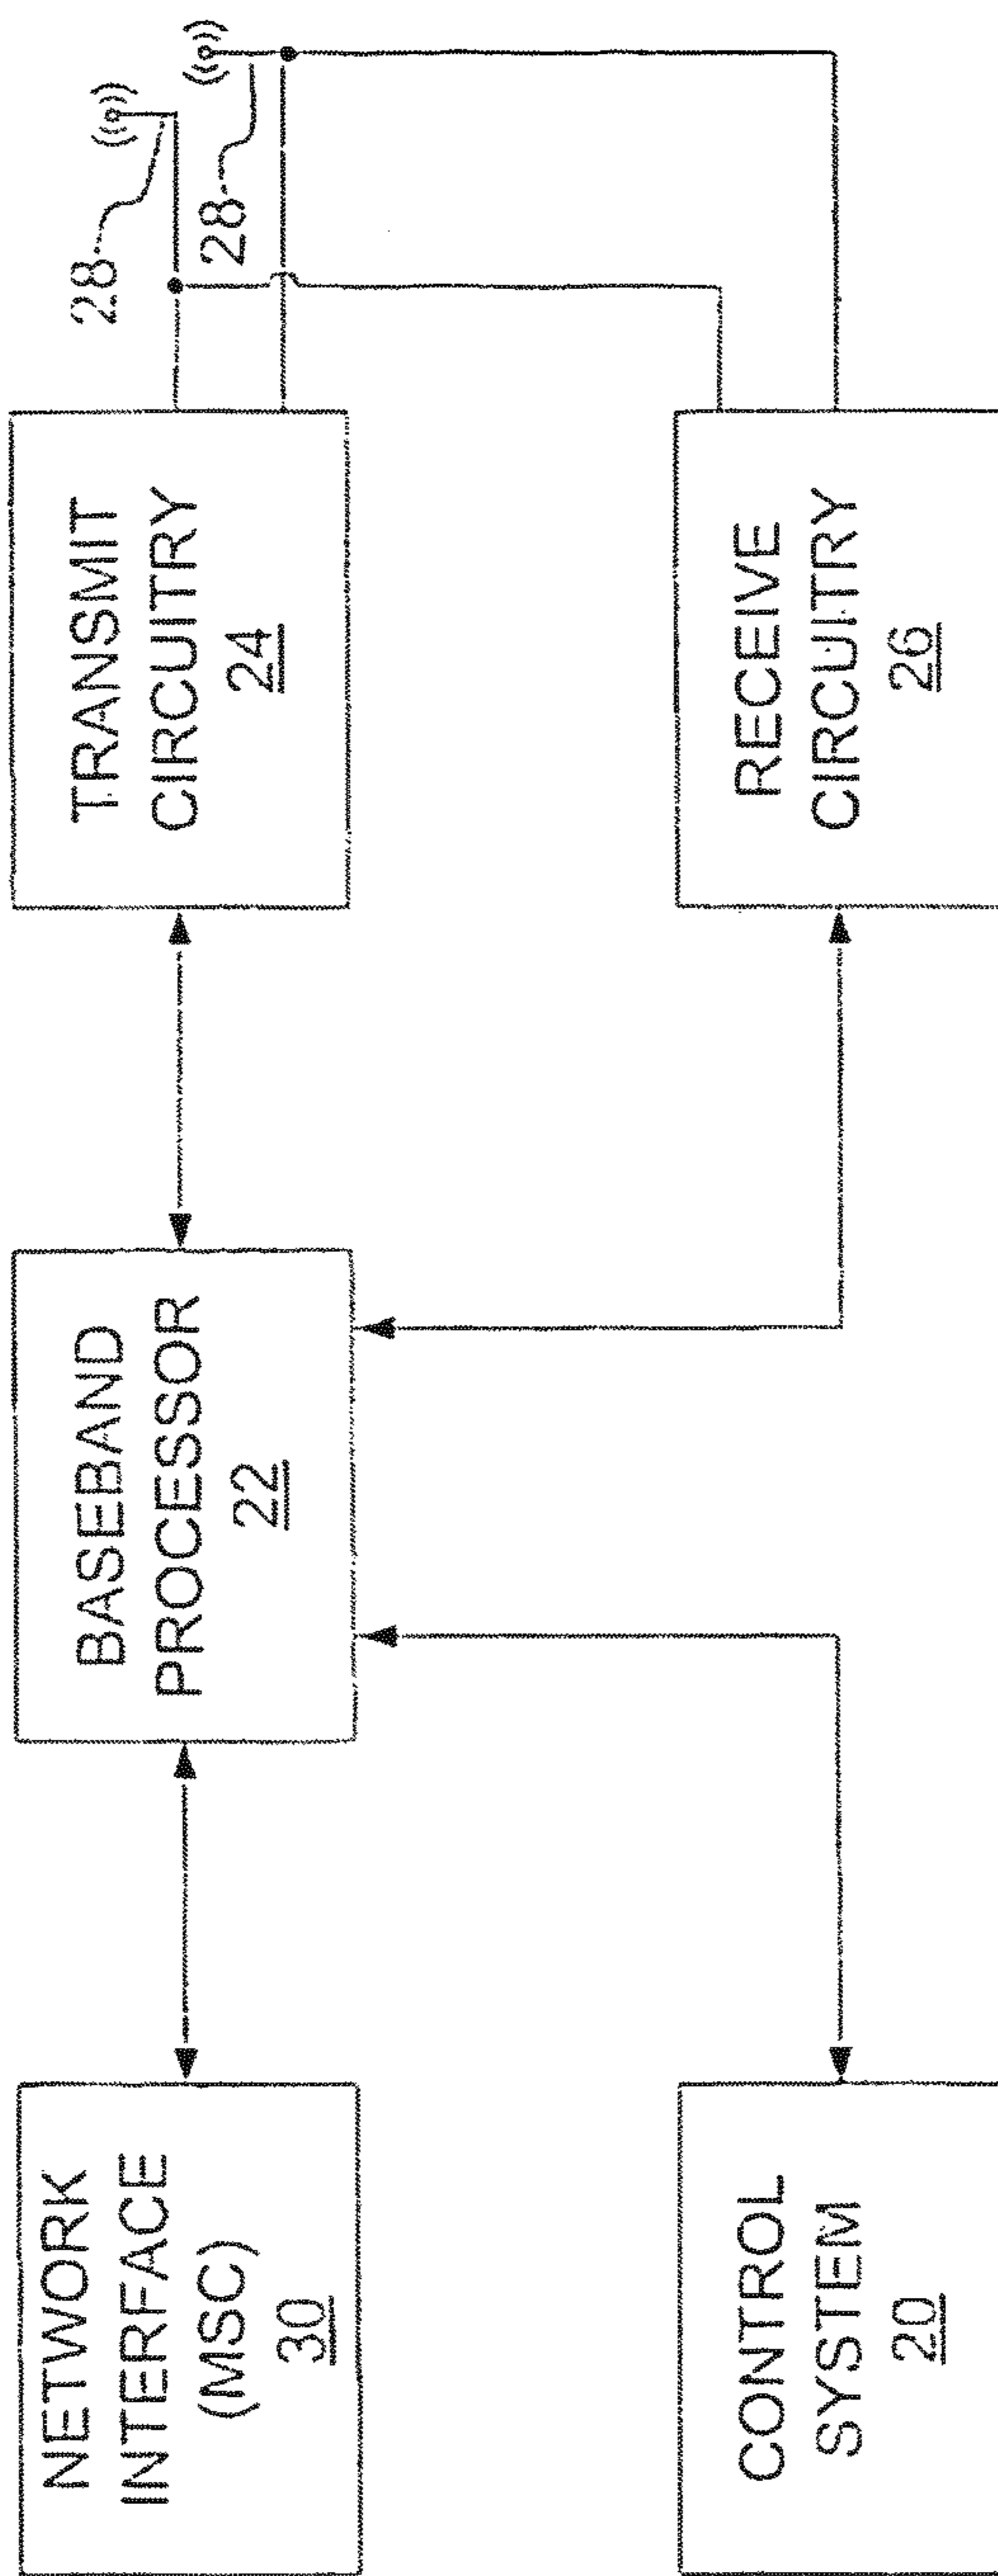 NETWORK
INTERFACE
(MSC)
30
BASEBAND
PROCESSOR
22
TRANSMIT
CIRCUITRY
24
28
28
CONTROL
SYSTEM
20
RECEIVE
CIRCUITRY
26